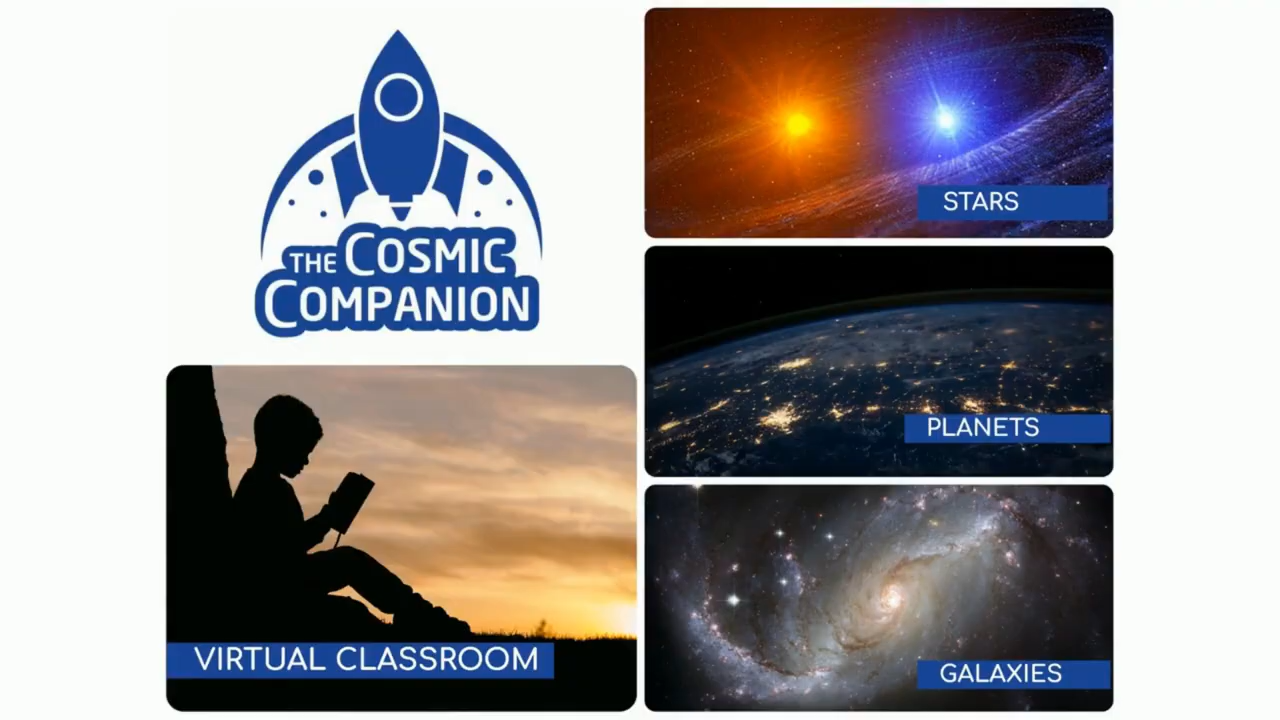 THE COSMIC
COMPANION
STARS
PLANETS
VIRTUAL CLASSROOM
GALAXIES